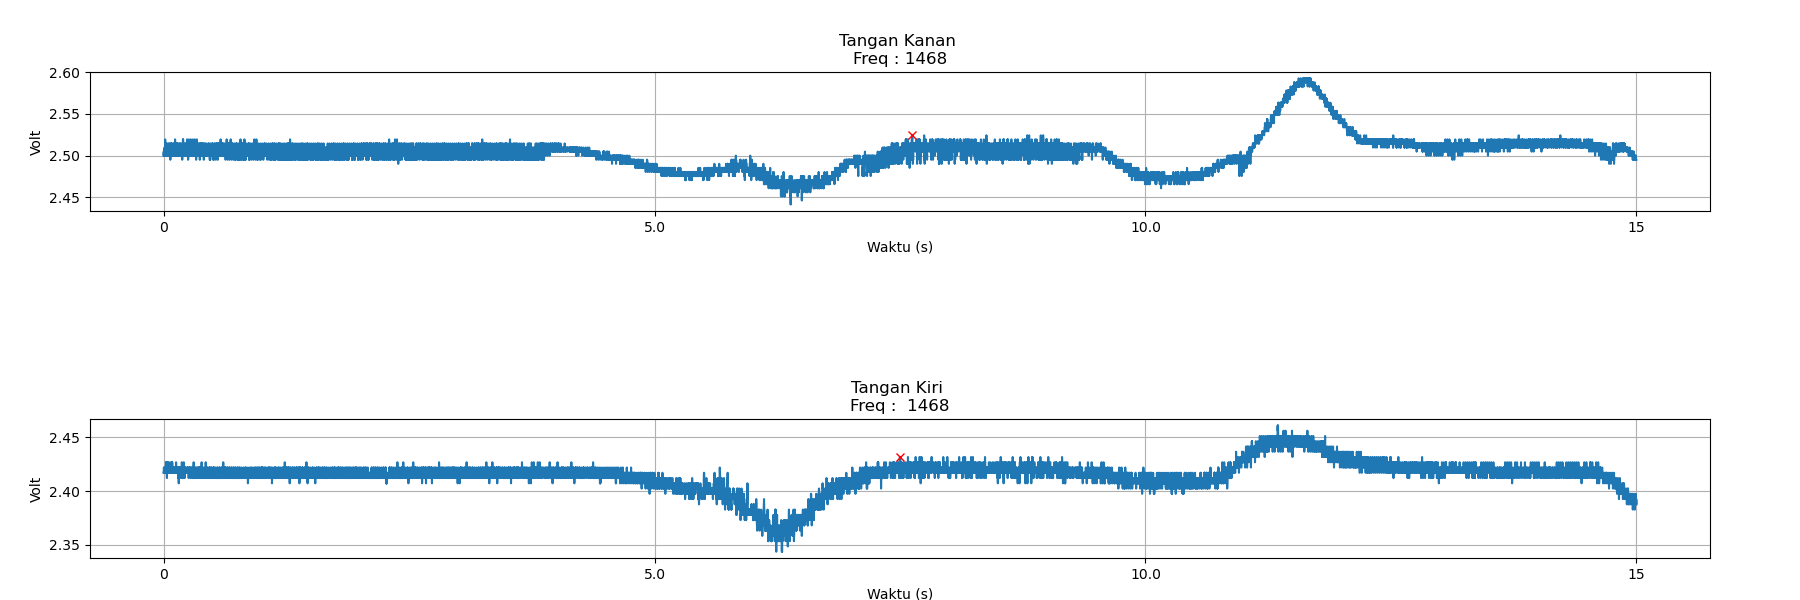 Tangan Kanan
Freq : 1468
2.60
2.55
2.50
2.45
Volt
0 5.0 10.0 15
Waktu (s)
Tangan Kiri
Freq :  1468
2.45
2.40
2.35
Volt
0 5.0 10.0 15
Waktu (s)